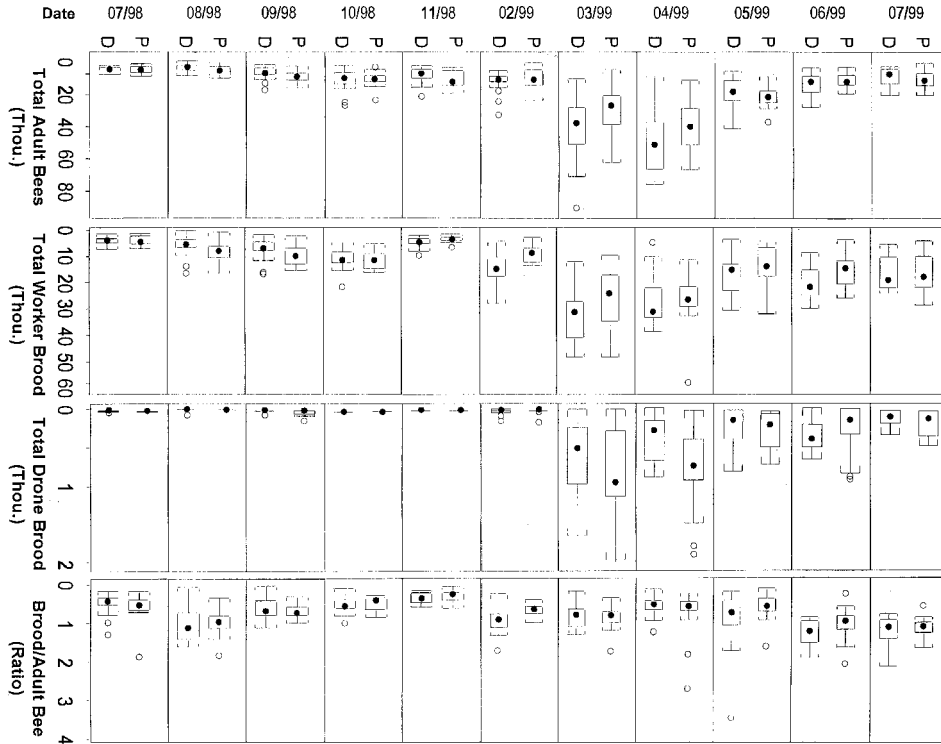 Date 07/98 08/98 09/98 10/98 11/98 02/99 03/99 04/99 05/99 06/99 07/99
D P D P D P D P D P D P D P D P D P D P D P
Total Adult Bees
(Thou.)
0 20 40 60 80
Total Worker Brood
(Thou.)
0 10 20 30 40 50 60
Total Drone Brood
(Thou.)
0 1 2
Brood/Adult Bee
(Ratio)
0 1 2 3 4